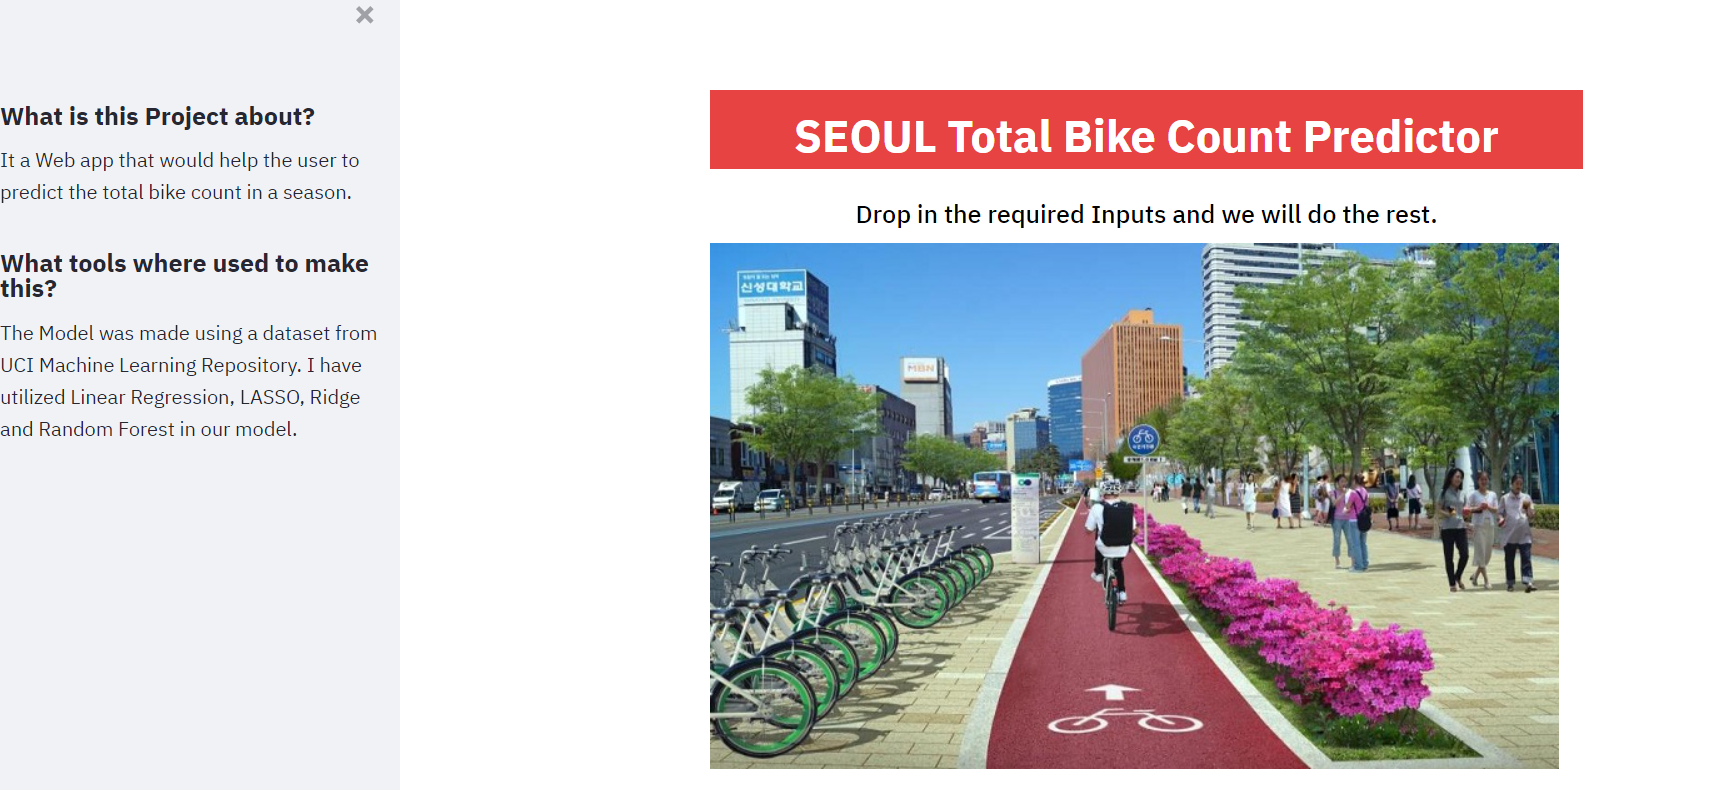 What is this Project about?
It a Web app that would help the user to
predict the total bike count in a season.
What tools where used to make
this?
The Model was made using a dataset from
UCI Machine Learning Repository. I have
utilized Linear Regression, LASSO, Ridge
and Random Forest in our model.
SEOUL Total Bike Count Predictor
Drop in the required Inputs and we will do the rest.
신성대학교
MBN